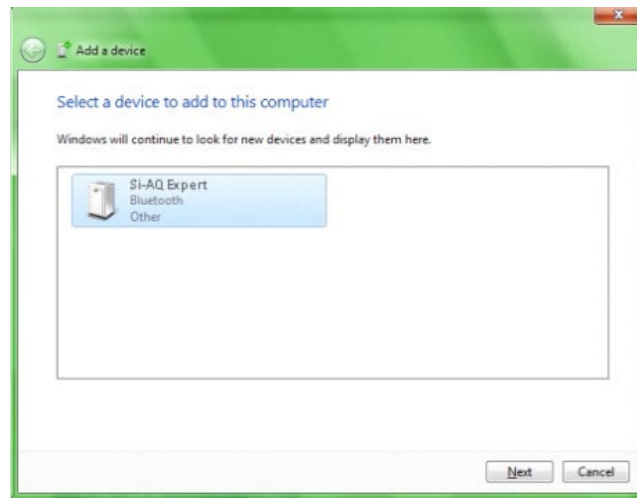 x
Add a device
Select a device to add to this computer
Windows will continue to look for new devices and display them here.
Si-AQ Expert
Bluetooth
Other
Next Cancel